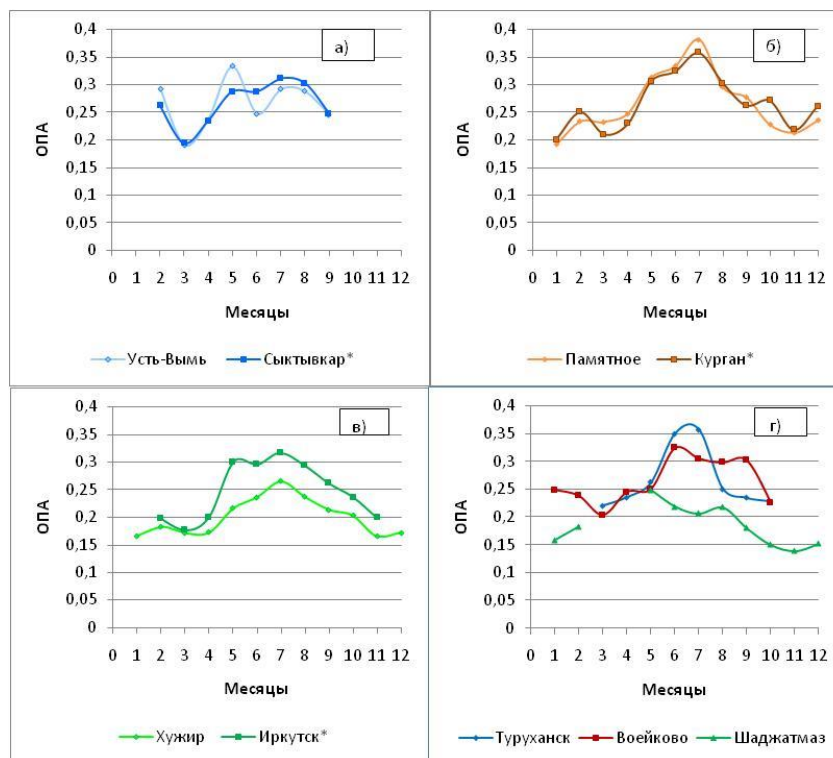 а)
0,4
0,35
0,3
0,25
0,2
0,15
0,1
0,05
0
ОПА
0 1 2 3 4 5 6 7 8 9 10 11 12
Месяцы
Усть-Вымь Сыктывкар*
б)
0,4
0,35
0,3
0,25
0,2
0,15
0,1
0,05
0
ОПА
0 1 2 3 4 5 6 7 8 9 10 11 12
Месяцы
Памятное Курган*
в)
0,4
0,35
0,3
0,25
0,2
0,15
0,1
0,05
0
ОПА
0 1 2 3 4 5 6 7 8 9 10 11 12
Месяцы
Хужир Иркутск*
г)
0,4
0,35
0,3
0,25
0,2
0,15
0,1
0,05
0
ОПА
0 1 2 3 4 5 6 7 8 9 10 11 12
Месяцы
Туруханск Воейково Шаджатмаз